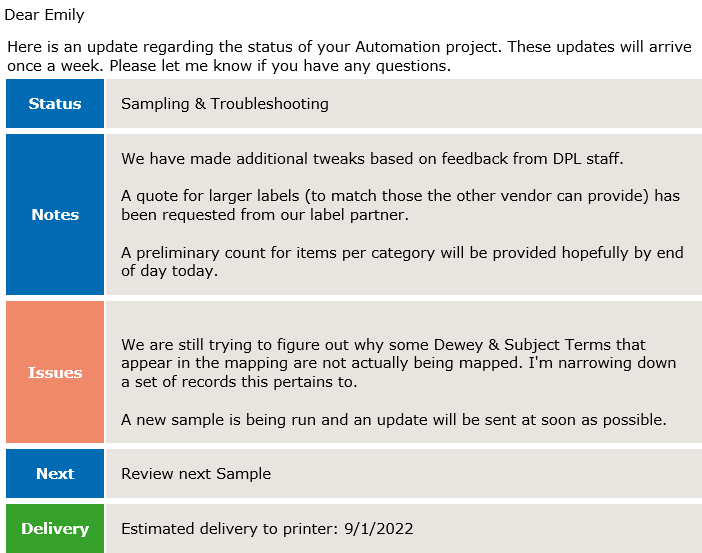 Dear Emily
Here is an update regarding the status of your Automation project. These updates will arrive
once a week. Please let me know if you have any questions.
Status
Sampling & Troubleshooting
Notes
We have made additional tweaks based on feedback from DPL staff.
A quote for larger labels (to match those the other vendor can provide) has
been requested from our label partner.
A preliminary count for items per category will be provided hopefully by end
of day today.
Issues
We are still trying to figure out why some Dewey & Subject Terms that
appear in the mapping are not actually being mapped. I'm narrowing down
a set of records this pertains to.
A new sample is being run and an update will be sent at soon as possible.
Next
Review next Sample
Delivery
Estimated delivery to printer: 9/1/2022